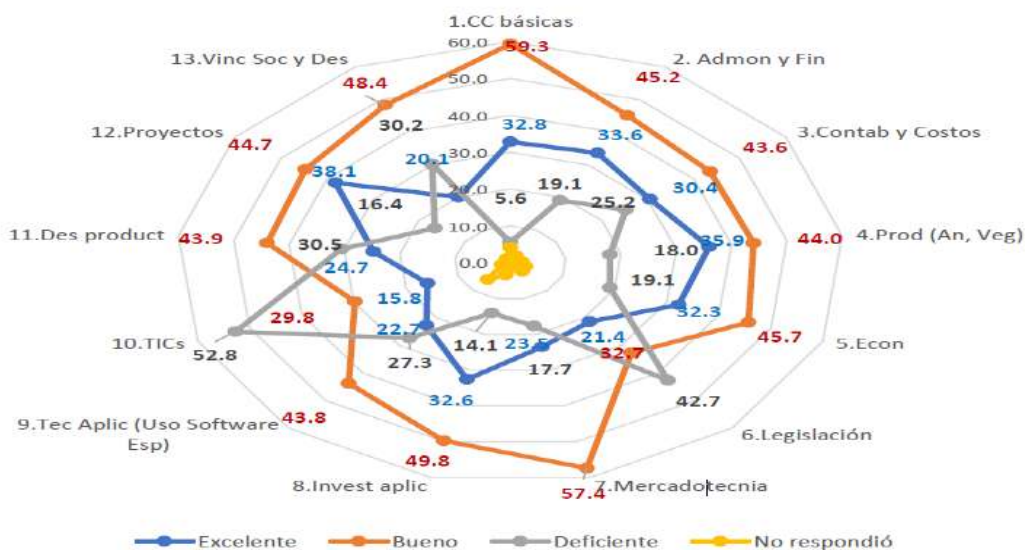 1.CC básicas
60.0
59.3
13.Vinc Soc y Des
2. Admon y Fin
50.0
48.4
45.2
12.Proyectos
40.0
30.2
32.8
33.6
3.Contab y Costos
44.7
30.0
43.6
38.1
20.1
30.4
20.0
19.1
16.4
5.6
25.2
10.0
11.Des product
43.9
30.5
24.7
0.0
18.0
35.9
44.0
4.Prod (An, Veg)
19.1
15.8
32.3
10.TICs
29.8
22.7
21.4
45.7
52.8
27.3
14.1
23.5
32.7
5.Econ
17.7
32.6
42.7
43.8
9.Tec Aplic (Uso Software
Esp)
6.Legislación
49.8
8.Invest aplic
57.4
7.Mercadotecnia
Excelente
Bueno
Deficiente
No respondió